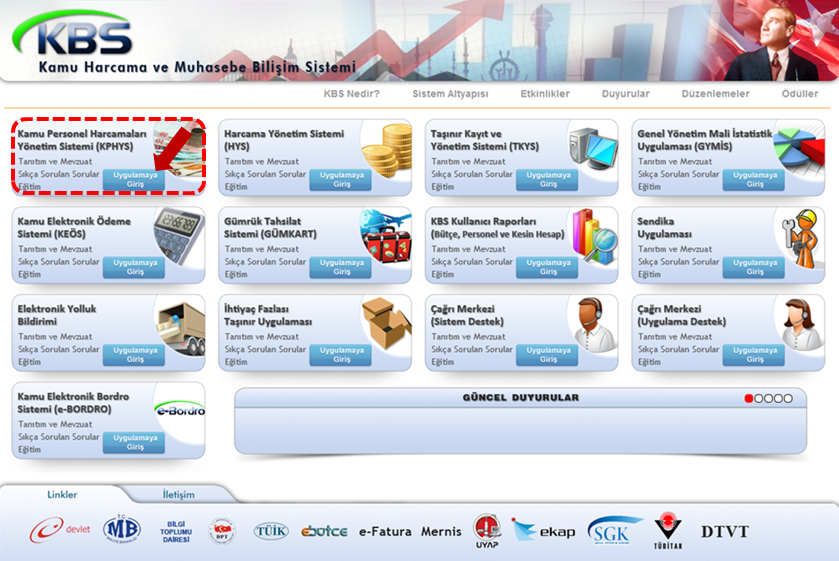 KBS
Kamu Harcama ve Muhasebe Bilişim Sistemi
KBS Nedir?
Sistem Altyapısı
Etkinlikler
Duyurular
Düzenlemeler
Ödüller
Kamu Personel Harcamaları
Yönetim Sistemi (KPHYS)
Tanıtım ve Mevzuat
Sıkça Sorulan Sorular
Eğitim
Uygulamaya
Giriş
Harcama Yönetim Sistemi
(HYS)
Tanıtım ve Mevzuat
Sıkça Sorulan Sorular
Eğitim
Uygulamaya
Giriş
Taşınır Kayıt ve
Yönetim Sistemi (TKYS)
Tanıtım ve Mevzuat
Sıkça Sorulan Sorular
Eğitim
Uygulamaya
Giriş
Genel Yönetim Mali İstatistik
Uygulaması (GYMİS)
Tanıtım ve Mevzuat
Sıkça Sorulan Sorular
Eğitim
Uygulamaya
Giriş
Kamu Elektronik Ödeme
Sistemi (KEÖS)
Tanıtım ve Mevzuat
Sıkça Sorulan Sorular
Eğitim
Uygulamaya
Giriş
Gümrük Tahsilat
Sistemi (GÜMKART)
Tanıtım ve Mevzuat
Sıkça Sorulan Sorular
Eğitim
Uygulamaya
Giriş
KBS Kullanıcı Raporları
(Bütçe, Personel ve Kesin Hesap)
Tanıtım ve Mevzuat
Sıkça Sorulan Sorular
Eğitim
Uygulamaya
Giriş
Sendika
Uygulaması
Tanıtım ve Mevzuat
Sıkça Sorulan Sorular
Eğitim
Uygulamaya
Giriş
Elektronik Yolluk
Bildirimi
Tanıtım ve Mevzuat
Sıkça Sorulan Sorular
Eğitim
Uygulamaya
Giriş
İhtiyaç Fazlası
Taşınır Uygulaması
Tanıtım ve Mevzuat
Sıkça Sorulan Sorular
Eğitim
Uygulamaya
Giriş
Çağrı Merkezi
(Sistem Destek)
Tanıtım ve Mevzuat
Sıkça Sorulan Sorular
Eğitim
Uygulamaya
Giriş
Çağrı Merkezi
(Uygulama Destek)
Tanıtım ve Mevzuat
Sıkça Sorulan Sorular
Eğitim
Uygulamaya
Giriş
Kamu Elektronik Bordro
Sistemi (e-BORDRO)
Tanıtım ve Mevzuat
Sıkça Sorulan Sorular
Eğitim
Uygulamaya
Giriş
e-Bordro
GÜNCEL DUYURULAR
Linkler
İletişim
devlet
T.C.
MB
BİLGİ
TOPLUMU
DAİRESİ
DPT
TÜİK
e-bütce
e-Fatura
Mernis
UYAP
ekap
SGK
TÜBİTAK
DTVT